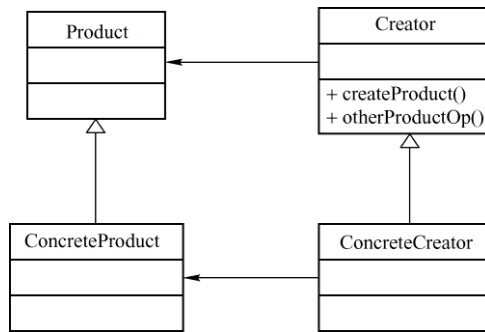 Product
Creator
+ createProduct()
+ otherProductOp()
ConcreteProduct
ConcreteCreator